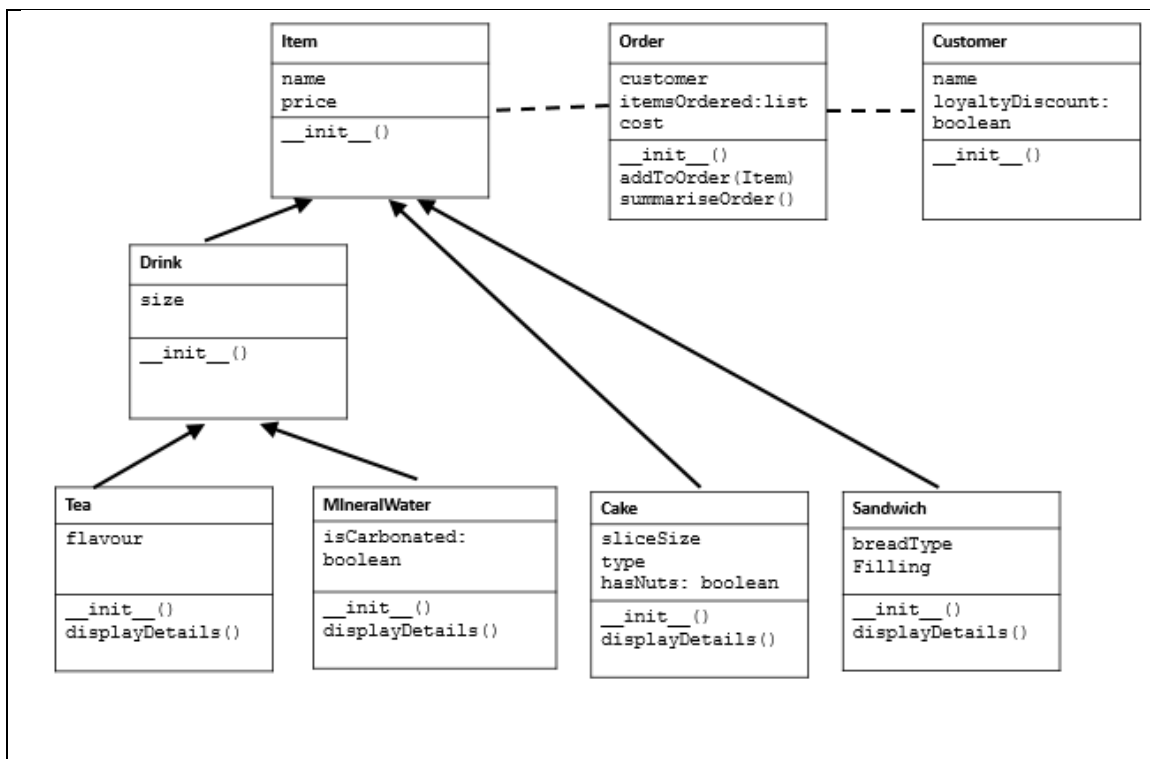 Item
name
price
__init__()
Order
customer
itemsOrdered:list
cost
__init__()
addToOrder(Item)
summariseOrder()
Customer
name
loyaltyDiscount:
boolean
__init__()
Drink
size
__init__()
Tea
flavour
__init__()
displayDetails()
MIneralWater
isCarbonated:
boolean
__init__()
displayDetails()
Cake
sliceSize
type
hasNuts: boolean
__init__()
displayDetails()
Sandwich
breadType
Filling
__init__()
displayDetails()